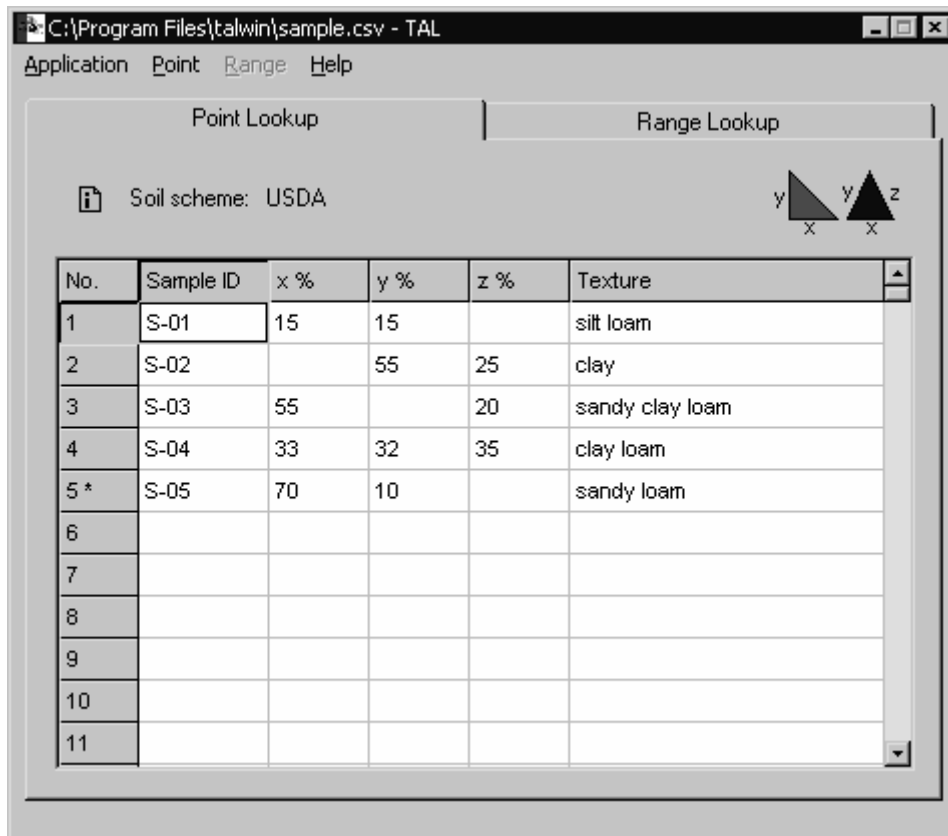 C:\Program Files\talwin\sample.csv - TAL
Application Point Range Help
Point Lookup Range Lookup
Soil scheme: USDA
y x y z x
No. Sample ID x % y % z % Texture
1 S-01 15 15 silt loam
2 S-02 55 25 clay
3 S-03 55 20 sandy clay loam
4 S-04 33 32 35 clay loam
5 * S-05 70 10 sandy loam
6
7
8
9
10
11